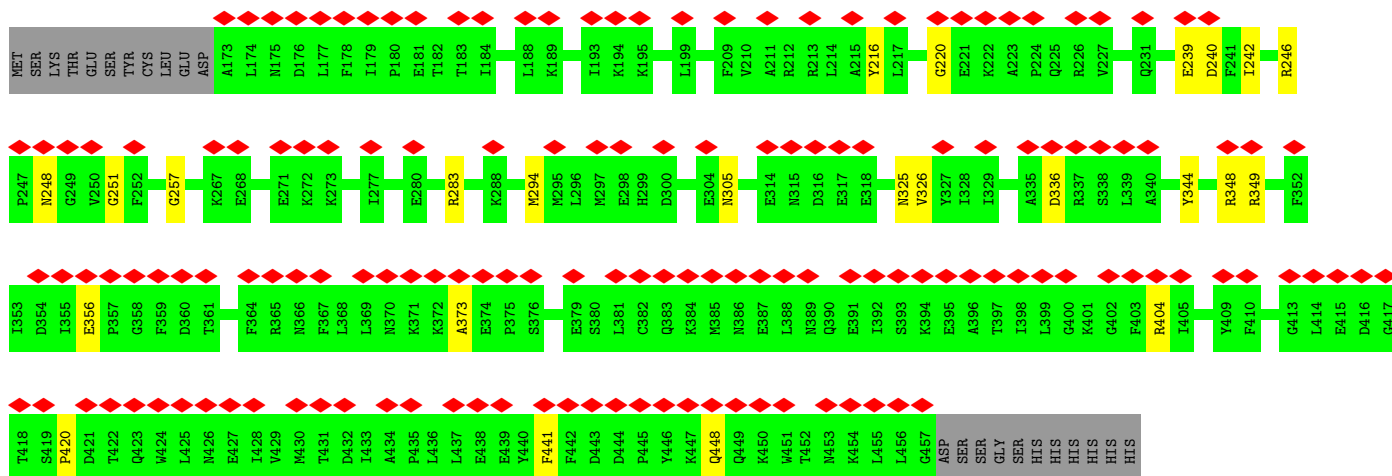 MET SER LYS THR GLU SER TYR CYS LEU GLU ASP A173 L174 N175 D176 L177 F178 I179 P180 E181 T182 T183 I184 L188 K189 I193 K194 K195 L199 F209 V210 A211 R212 R213 L214 A215 Y216 L217 G220 E221 K222 A223 P224 Q225 R226 V227 Q231 E239 D240 F241 I242 R246
P247 N248 G249 V250 G251 F252 G257 K267 E268 E271 K272 K273 I277 E280 R283 K288 M294 M295 L296 M297 E298 H299 D300 E304 N305 E314 N315 D316 E317 E318 N325 V326 Y327 I328 I329 A335 D336 R337 S338 L339 A340 Y344 R348 R349 F352
I353 D354 I355 E356 P357 G358 F359 D360 T361 F364 R365 N366 F367 L368 L369 N370 K371 K372 A373 E374 P375 S376 E379 S380 L381 C382 Q383 K384 M385 N386 E387 L388 N389 Q390 E391 I392 S393 K394 E395 A396 T397 I398 L399 G400 K401 G402 F403 R404 I405 Y409 F410 G413 L414 E415 D416 G417
T418 S419 P420 D421 T422 Q423 W424 L425 N426 E427 I428 V429 M430 T431 D432 I433 A434 P435 L436 L437 E438 E439 Y440 F441 F442 D443 D444 P445 Y446 K447 Q448 Q449 K450 W451 T452 N453 K454 L455 L456 G457 ASP SER SER GLY SER HIS HIS HIS HIS HIS HIS